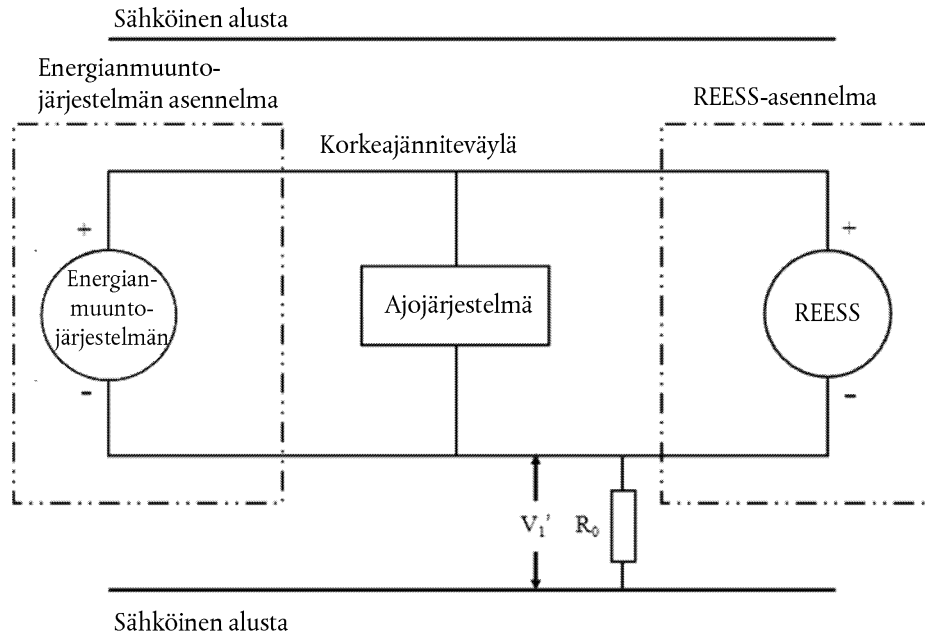 Sähköinen alusta
Energianmuunto-
järjestelmän asennelma
REESS-asennelma
Korkeajänniteväylä
+
+
Energian-
muunto-
järjestelmän
Ajojärjestelmä
REESS
-
-
V₁' R₀
Sähköinen alusta